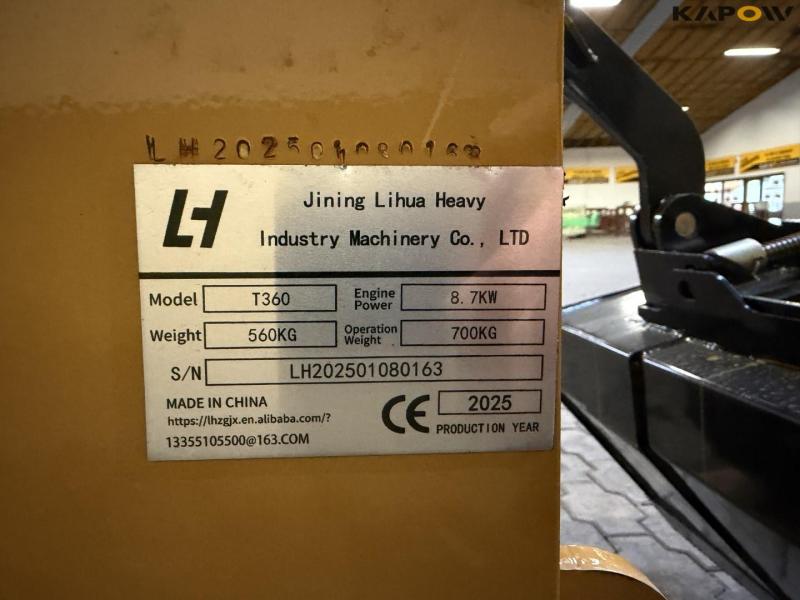 KAPOW
LH202501080163
LH
Jining Lihua Heavy
Industry Machinery Co., LTD
Model T360 Engine Power 8.7KW
Weight 560KG Operation Weight 700KG
S/N LH202501080163
MADE IN CHINA
https://lhzgjx.en.alibaba.com/?
13355105500@163.COM
CE 2025
PRODUCTION YEAR